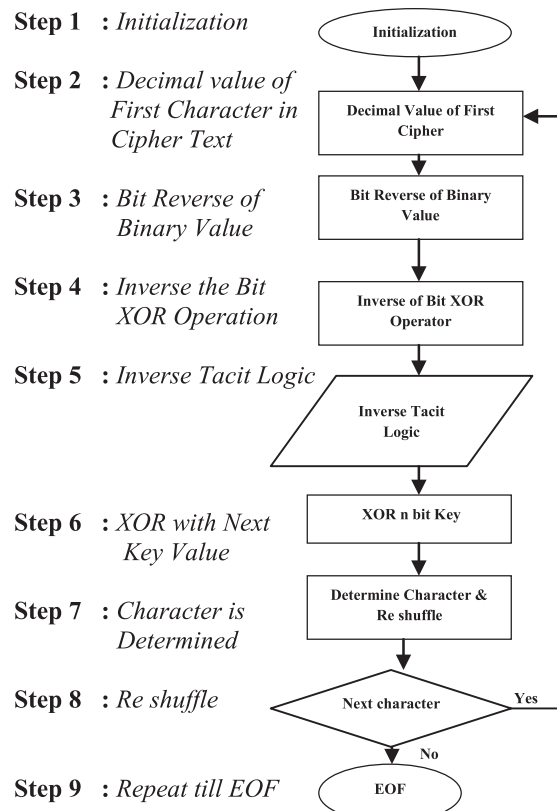 Step 1 : Initialization
Step 2 : Decimal value of
First Character in
Cipher Text
Step 3 : Bit Reverse of
Binary Value
Step 4 : Inverse the Bit
XOR Operation
Step 5 : Inverse Tacit Logic
Step 6 : XOR with Next
Key Value
Step 7 : Character is
Determined
Step 8 : Re shuffle
Step 9 : Repeat till EOF
Initialization
Decimal Value of First
Cipher
Bit Reverse of Binary
Value
Inverse of Bit XOR
Operator
Inverse Tacit
Logic
XOR n bit Key
Determine Character &
Re shuffle
Next character
Yes
No
EOF